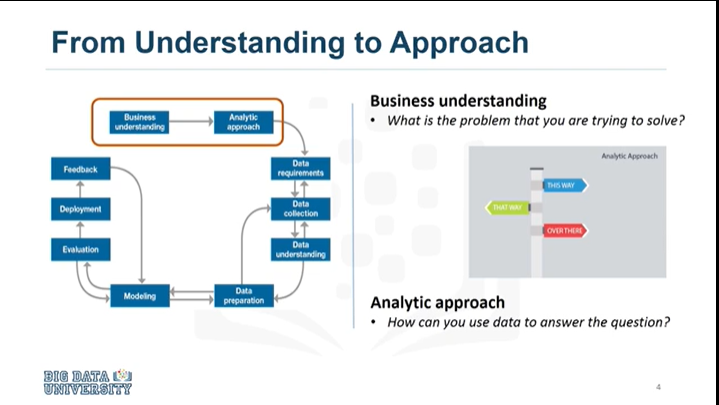 From Understanding to Approach
Business
understanding
Analytic
approach
Feedback
Data
requirements
Deployment
Data
collection
Evaluation
Data
understanding
Modeling
Data
preparation
Business understanding
• What is the problem that you are trying to solve?
Analytic Approach
THIS WAY
THAT WAY
OVER THERE
Analytic approach
• How can you use data to answer the question?
BIG DATA
UNIVERSITY
4